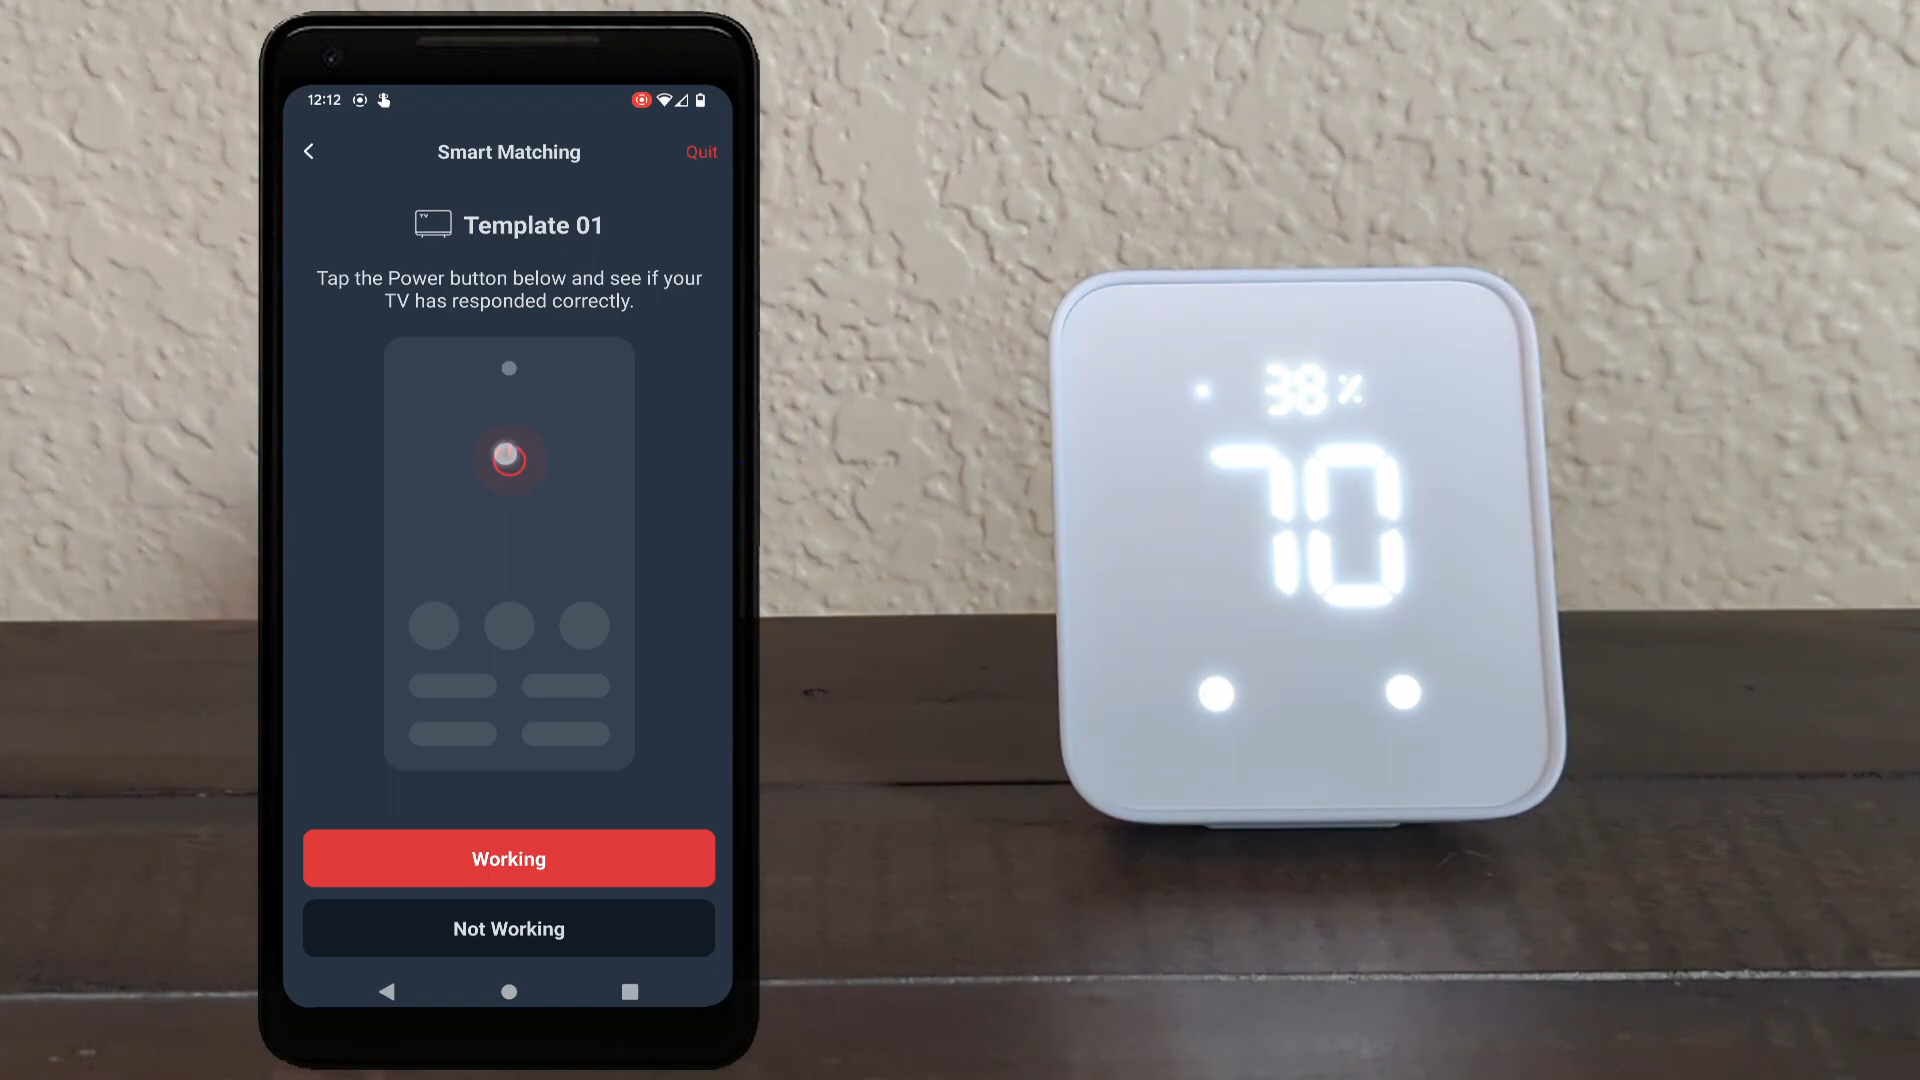 12:12
Smart Matching
Quit
TV
Template 01
Tap the Power button below and see if your
TV has responded correctly.
Working
Not Working
38%
70